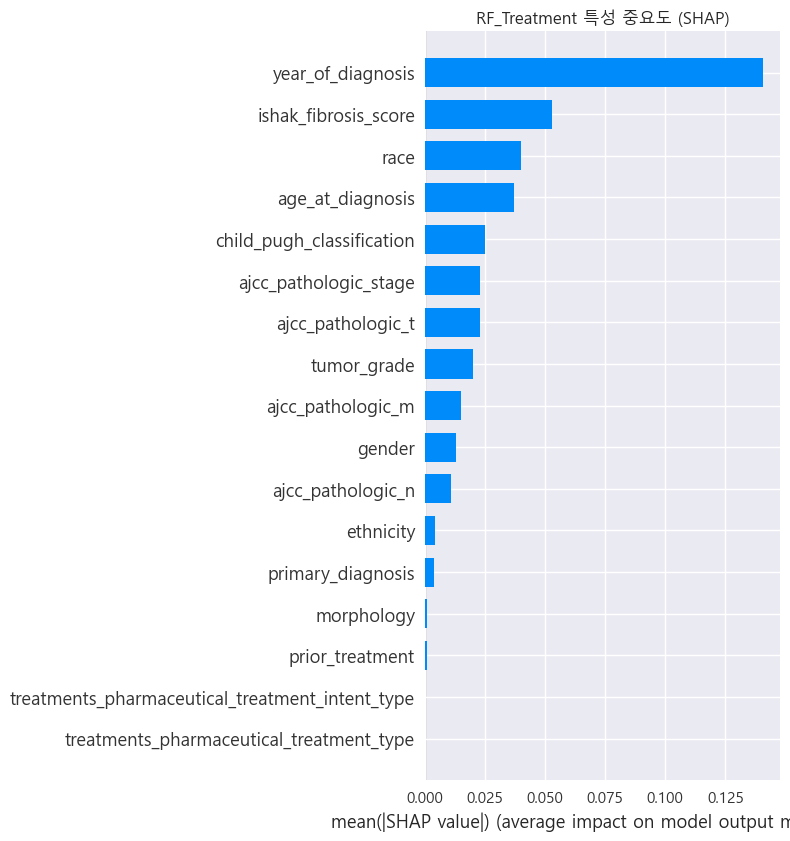 RF_Treatment 특성 중요도 (SHAP)
year_of_diagnosis
ishak_fibrosis_score
race
age_at_diagnosis
child_pugh_classification
ajcc_pathologic_stage
ajcc_pathologic_t
tumor_grade
ajcc_pathologic_m
gender
ajcc_pathologic_n
ethnicity
primary_diagnosis
morphology
prior_treatment
treatments_pharmaceutical_treatment_intent_type
treatments_pharmaceutical_treatment_type
0.000 0.025 0.050 0.075 0.100 0.125
mean(|SHAP value|) (average impact on model output m